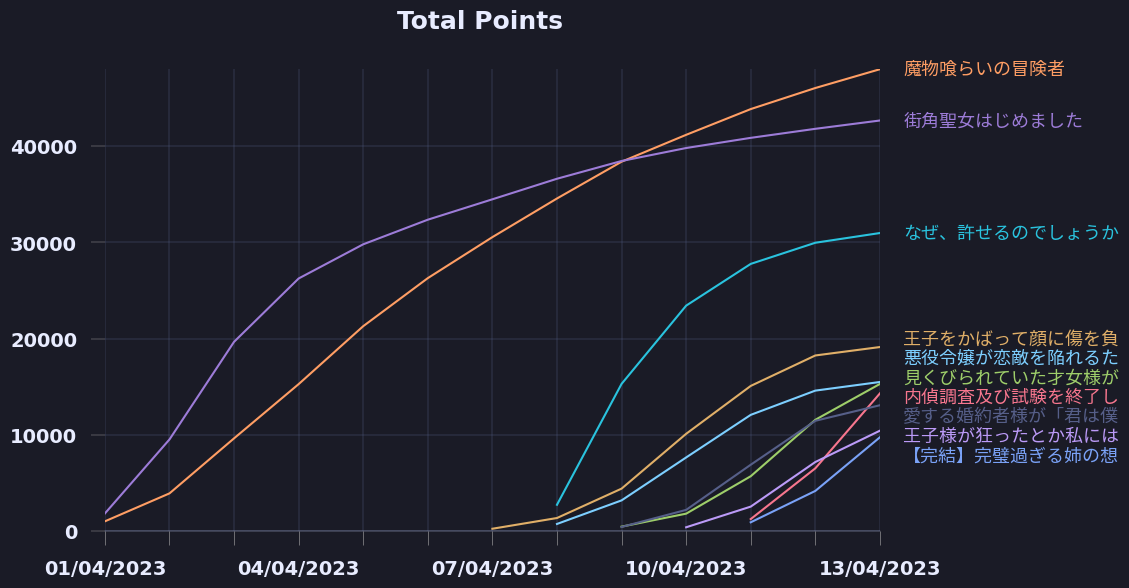 Total Points
魔物喰らいの冒険者
街角聖女はじめました
40000
なぜ、許せるのでしょうか
30000
王子をかばって顔に傷を負
20000
悪役令嬢が恋敵を陥れるた
見くびられていた才女様が
内偵調査及び試験を終了し
愛する婚約者様が「君は僕
王子様が狂ったとか私には
10000
【完結】完璧過ぎる姉の想
0
01/04/2023
04/04/2023
07/04/2023
10/04/2023
13/04/2023